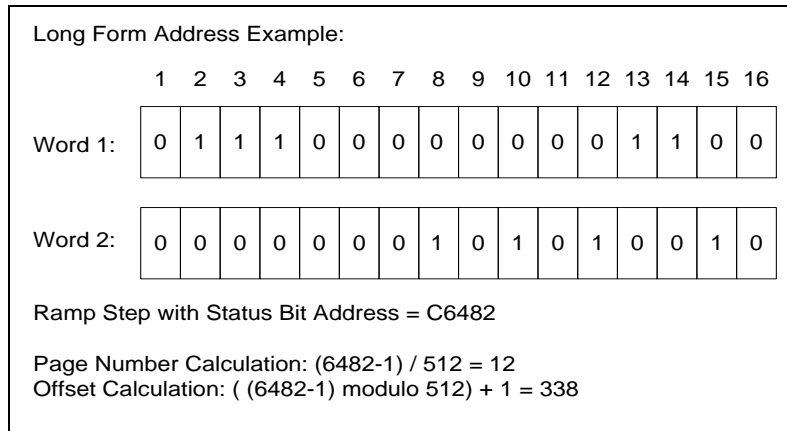 Long Form Address Example:
1 2 3 4 5 6 7 8 9 10 11 12 13 14 15 16
Word 1: 0 1 1 1 0 0 0 0 0 0 0 0 1 1 0 0
Word 2: 0 0 0 0 0 0 0 1 0 1 0 1 0 0 1 0
Ramp Step with Status Bit Address = C6482
Page Number Calculation: (6482-1) / 512 = 12
Offset Calculation: ( (6482-1) modulo 512) + 1 = 338